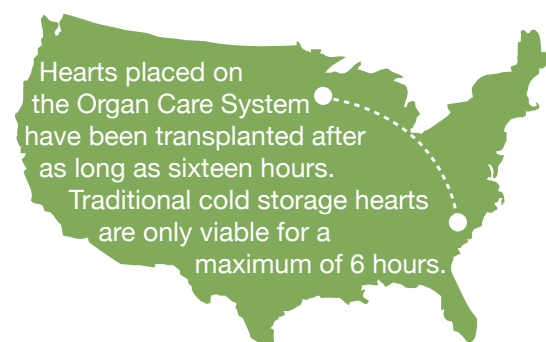 Hearts placed on
the Organ Care System
have been transplanted after
as long as sixteen hours.
Traditional cold storage hearts
are only viable for a
maximum of 6 hours.